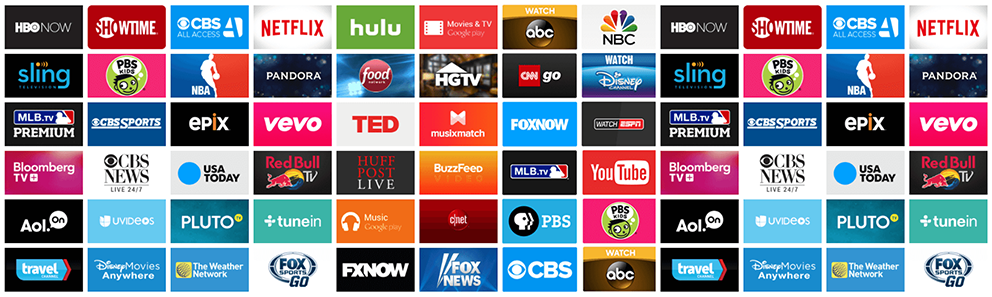 HBO NOW
SHOWTIME.
CBS
ALL ACCESS
NETFLIX
hulu
Movies & TV
Google play
WATCH
abc
NBC
HBO NOW
SHOWTIME.
CBS
ALL ACCESS
NETFLIX
sling
TELEVISION
PBS
KIDS
NBA
PANDORA
food
network
HGTV
CNN go
WATCH
Disney
CHANNEL
sling
TELEVISION
PBS
KIDS
NBA
PANDORA
MLB.TV
PREMIUM
CBSSPORTS
epix
vevo
TED
musixmatch
FOXNOW
WATCH ESPN
MLB.TV
PREMIUM
CBSSPORTS
epix
vevo
Bloomberg
TV+
CBS
NEWS
LIVE 24/7
USA
TODAY
Red Bull
TV
HUFF
POST
LIVE
BuzzFeed
VIDEO
MLB.TV
YouTube
Bloomberg
TV+
CBS
NEWS
LIVE 24/7
USA
TODAY
Red Bull
TV
Aol.On
UVIDEOS
PLUTO TV
tunein
Music
Google play
c|net
PBS
PBS
KIDS
Aol.On
UVIDEOS
PLUTO TV
tunein
travel
CHANNEL
Disney Movies
Anywhere
The Weather
Network
FOX
SPORTS
GO
FXNOW
FOX
NEWS
CBS
WATCH
abc
travel
CHANNEL
Disney Movies
Anywhere
The Weather
Network
FOX
SPORTS
GO